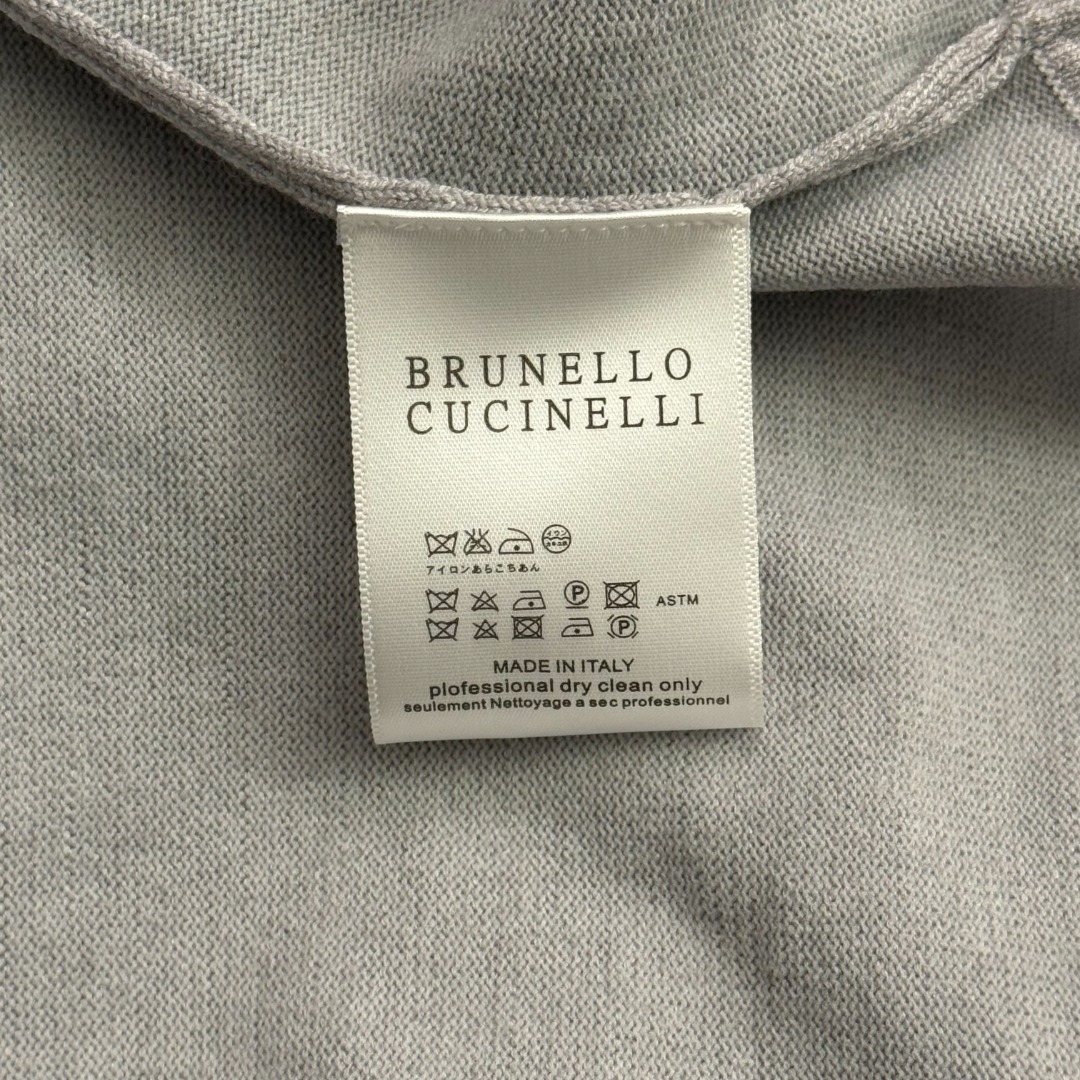 BRUNELLO
CUCINELLI
アイロンあらこちあん
P ASTM
P
MADE IN ITALY
plofessional dry clean only
seulement Nettoyage a sec professionnel